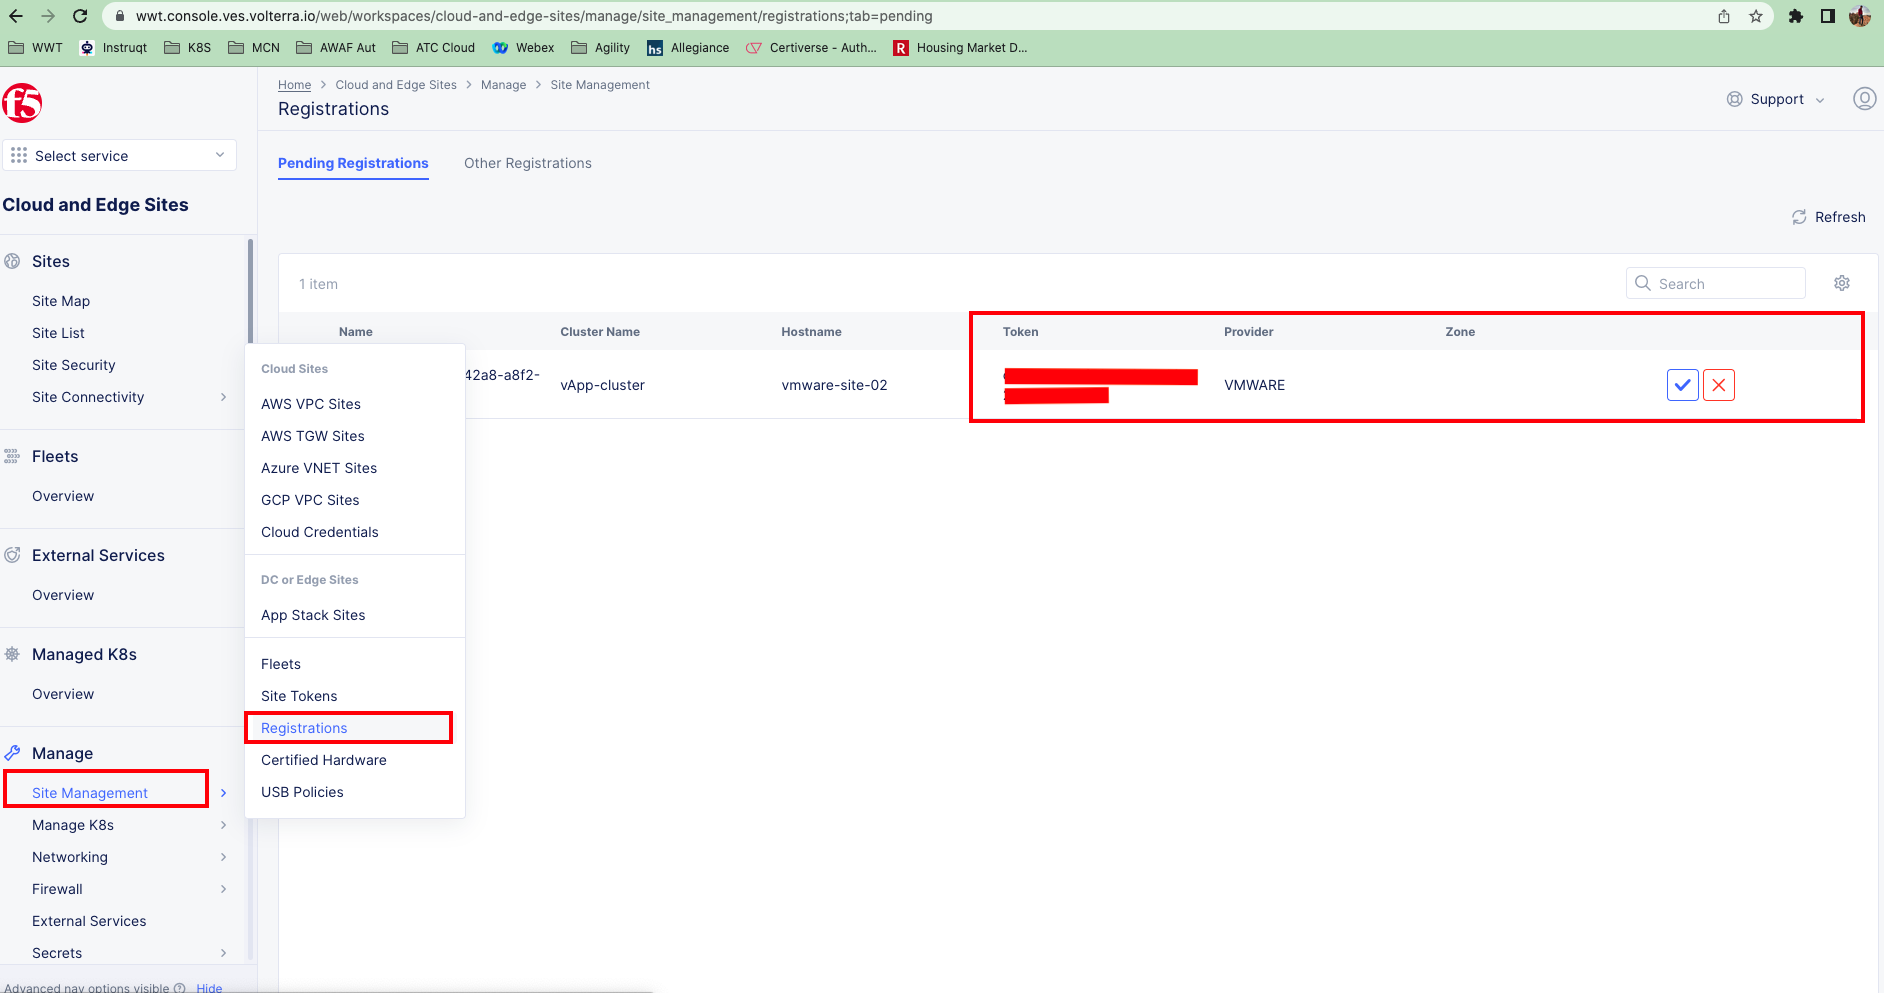 wwt.console.ves.volterra.io/web/workspaces/cloud-and-edge-sites/manage/site_management/registrations;tab=pending
WWT Instruqt K8S MCN AWAF Aut ATC Cloud Webex Agility hs Allegiance Certiverse - Auth... R Housing Market D...
f5
Home > Cloud and Edge Sites > Manage > Site Management
Registrations
Support
Select service
Pending Registrations Other Registrations
Cloud and Edge Sites
Refresh
Sites
Site Map
Site List
Site Security
Site Connectivity
Fleets
Overview
External Services
Overview
Managed K8s
Overview
Manage
Site Management
Manage K8s
Networking
Firewall
External Services
Secrets
Advanced nav options visible Hide
Cloud Sites
AWS VPC Sites
AWS TGW Sites
Azure VNET Sites
GCP VPC Sites
Cloud Credentials
DC or Edge Sites
App Stack Sites
Fleets
Site Tokens
Registrations
Certified Hardware
USB Policies
1 item
Search
Name Cluster Name Hostname Token Provider Zone
42a8-a8f2- vApp-cluster vmware-site-02 VMWARE